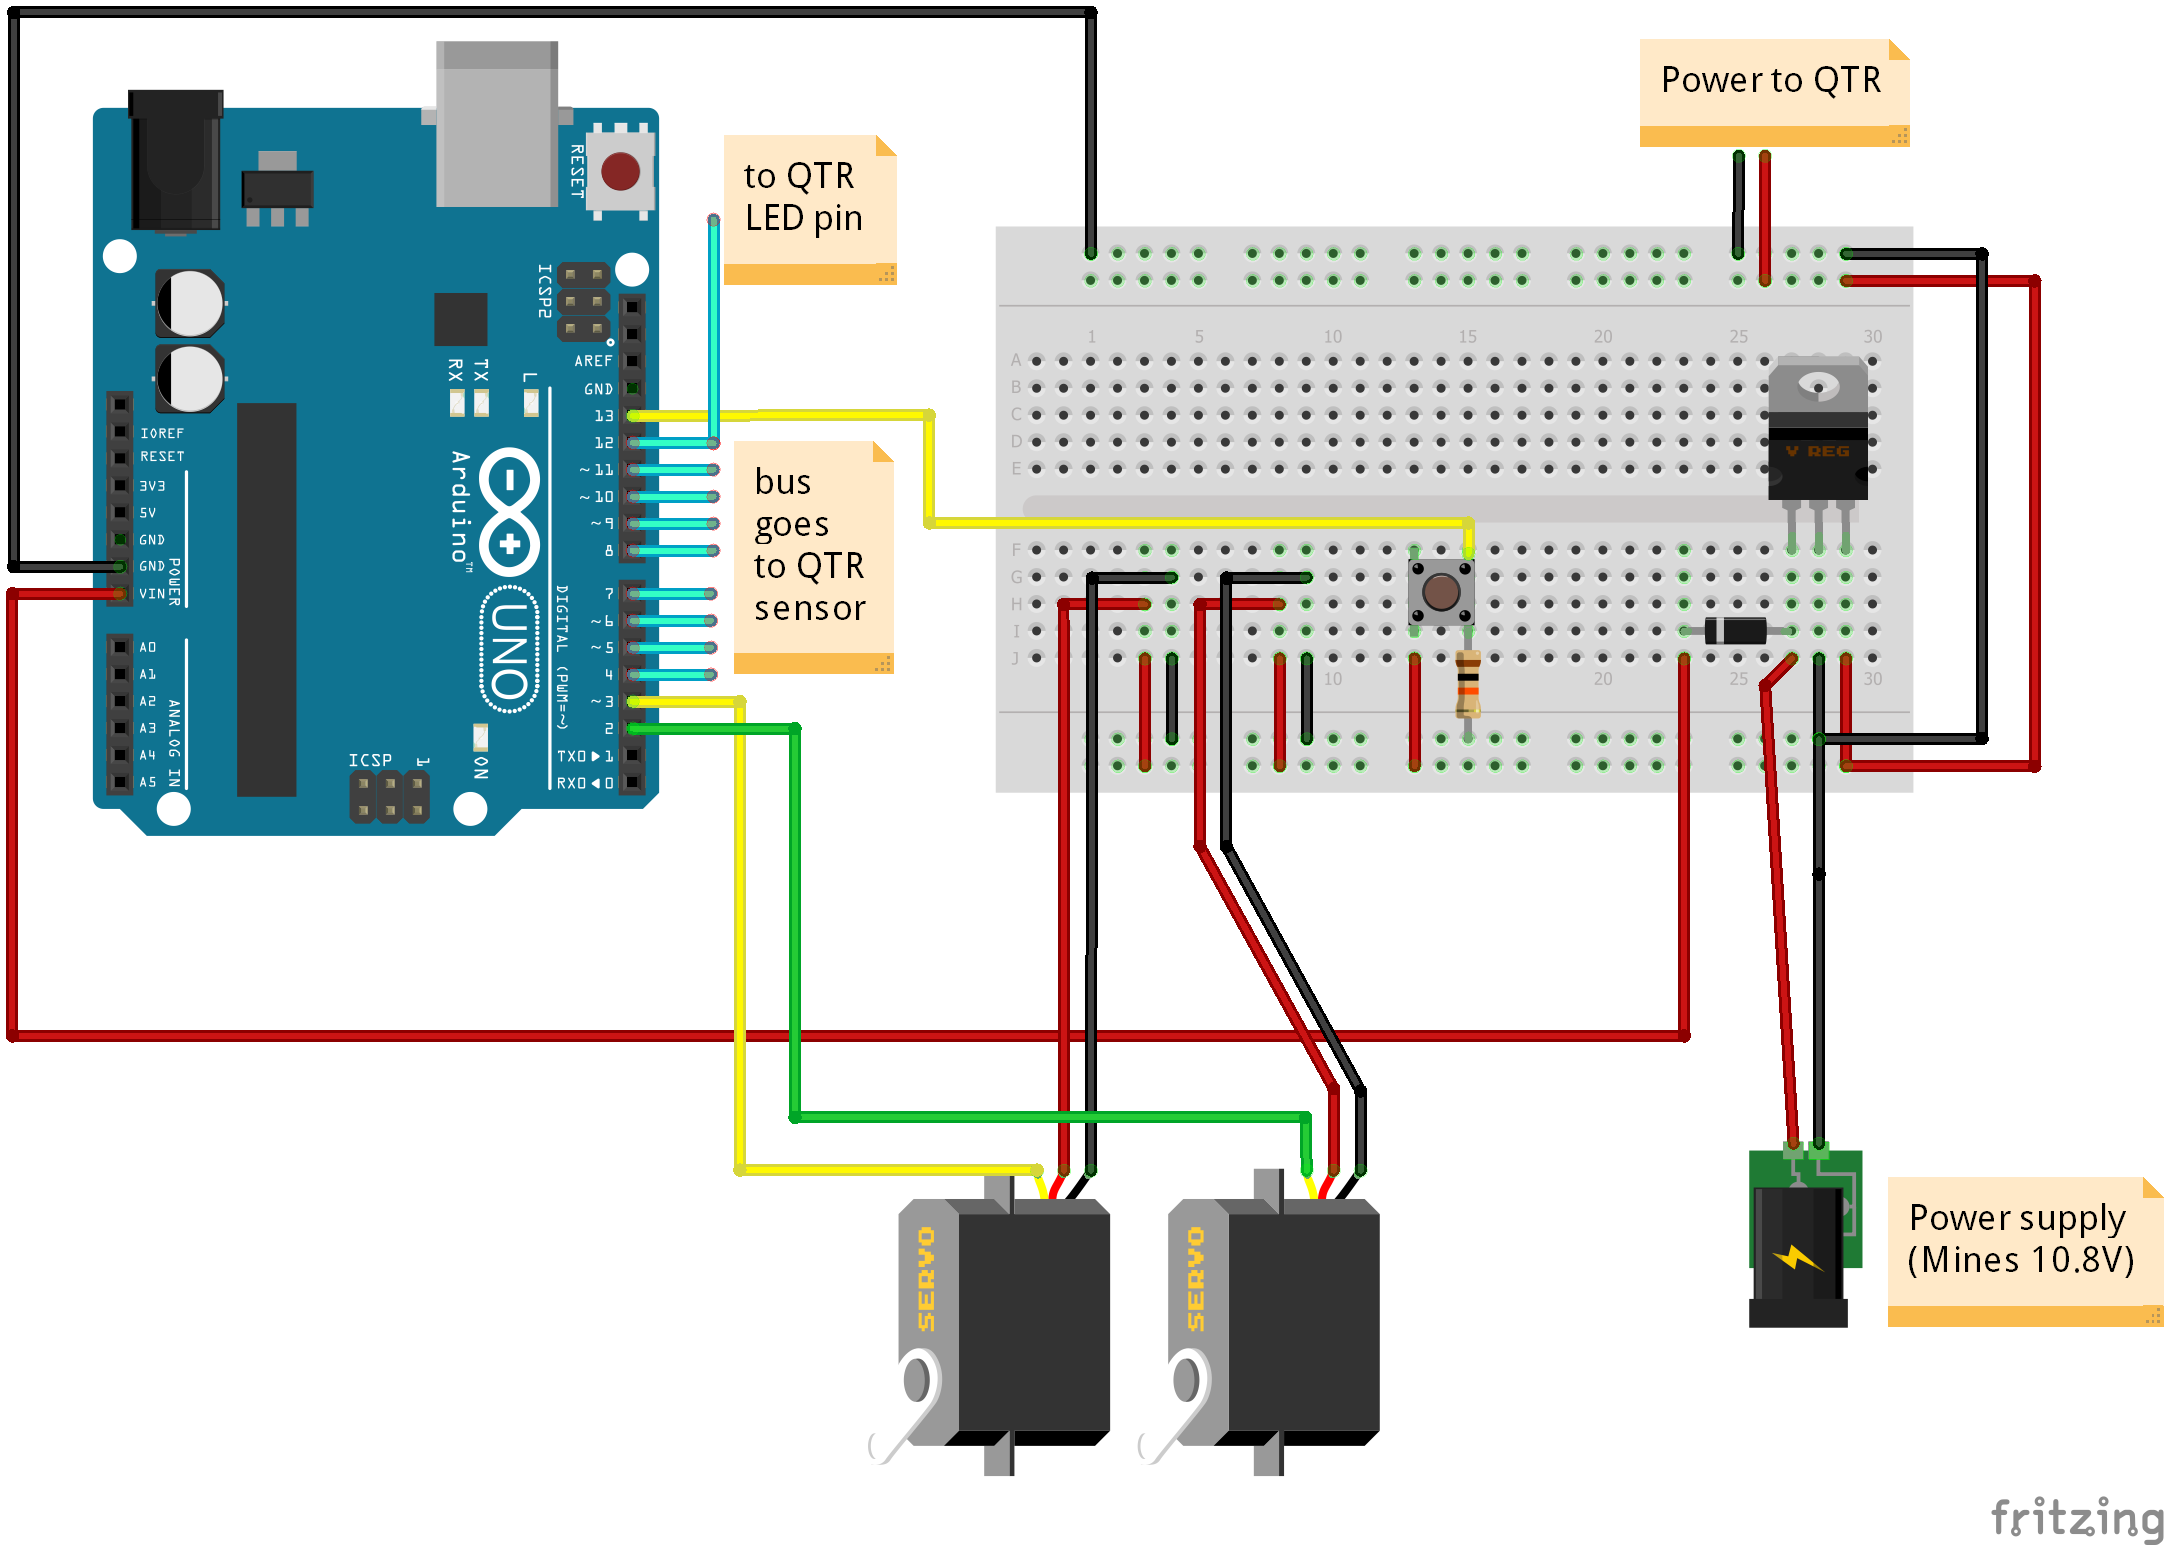 Power to QTR
to QTR
LED pin
RESET
ICSP2
AREF
GND
13
12
~11
~10
~9
8
7
~6
~5
4
~3
2
TX0▶1
RX0◀0
RX
TX
L
IOREF
RESET
3V3
5V
GND
GND
VIN
POWER
A0
A1
A2
A3
A4
A5
ANALOG IN
Arduino™
UNO
DIGITAL (PWM=~)
ICSP
1
ON
bus
goes
to QTR
sensor
1 5 10 15 20 25 30
A
B
C
D
E
F
G
H
I
J
V REG
10 20 25 30
SERVO
SERVO
Power supply
(Mines 10.8V)
fritzing